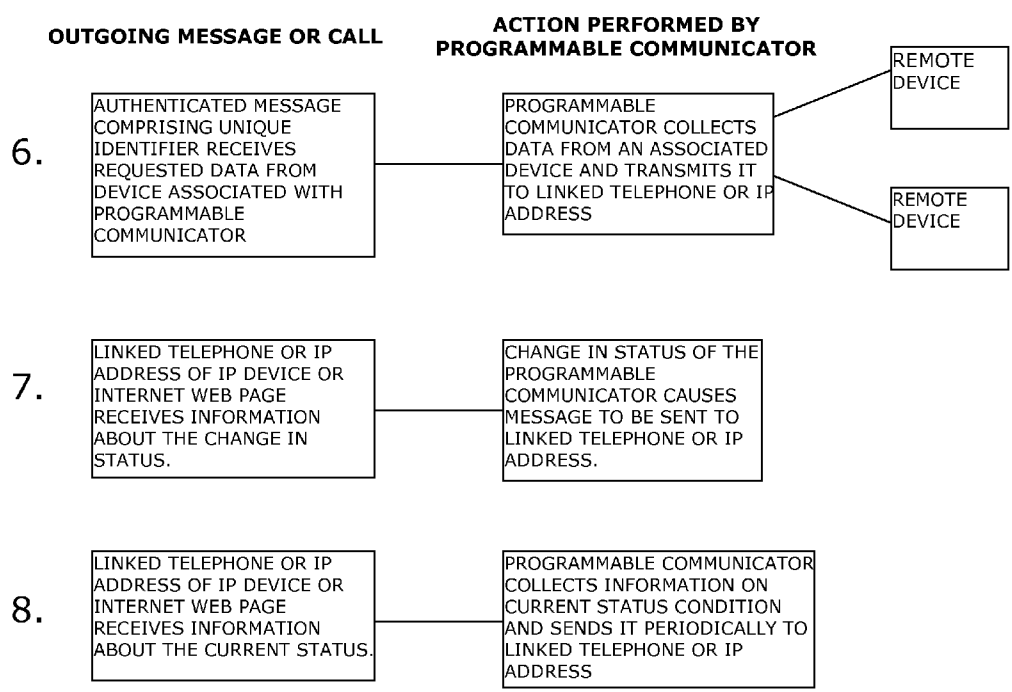 OUTGOING MESSAGE OR CALL
ACTION PERFORMED BY
PROGRAMMABLE COMMUNICATOR
6.
AUTHENTICATED MESSAGE
COMPRISING UNIQUE
IDENTIFIER RECEIVES
REQUESTED DATA FROM
DEVICE ASSOCIATED WITH
PROGRAMMABLE
COMMUNICATOR
PROGRAMMABLE
COMMUNICATOR COLLECTS
DATA FROM AN ASSOCIATED
DEVICE AND TRANSMITS IT
TO LINKED TELEPHONE OR IP
ADDRESS
REMOTE
DEVICE
REMOTE
DEVICE
7.
LINKED TELEPHONE OR IP
ADDRESS OF IP DEVICE OR
INTERNET WEB PAGE
RECEIVES INFORMATION
ABOUT THE CHANGE IN
STATUS.
CHANGE IN STATUS OF THE
PROGRAMMABLE
COMMUNICATOR CAUSES
MESSAGE TO BE SENT TO
LINKED TELEPHONE OR IP
ADDRESS.
8.
LINKED TELEPHONE OR IP
ADDRESS OF IP DEVICE OR
INTERNET WEB PAGE
RECEIVES INFORMATION
ABOUT THE CURRENT STATUS.
PROGRAMMABLE COMMUNICATOR
COLLECTS INFORMATION ON
CURRENT STATUS CONDITION
AND SENDS IT PERIODICALLY TO
LINKED TELEPHONE OR IP
ADDRESS